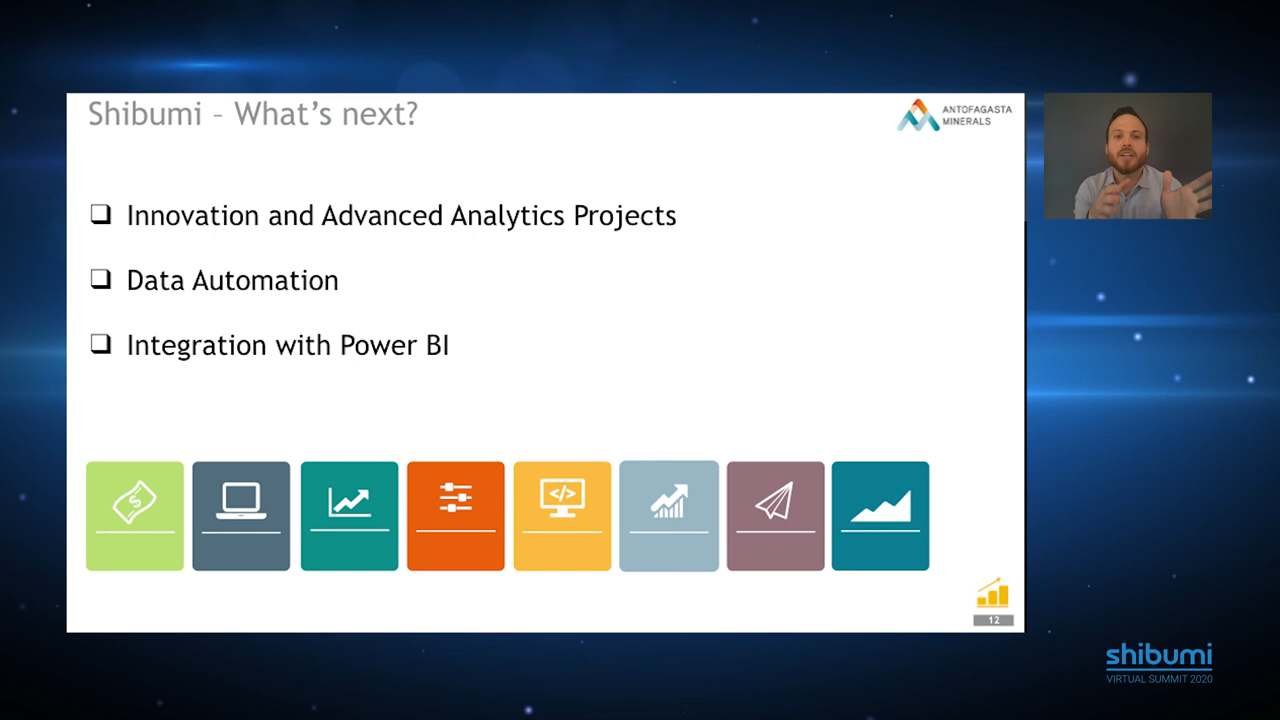 Shibumi – What's next?
ANTOFAGASTA
MINERALS
❑ Innovation and Advanced Analytics Projects
❑ Data Automation
❑ Integration with Power BI
$
</>
12
shibumi
VIRTUAL SUMMIT 2020